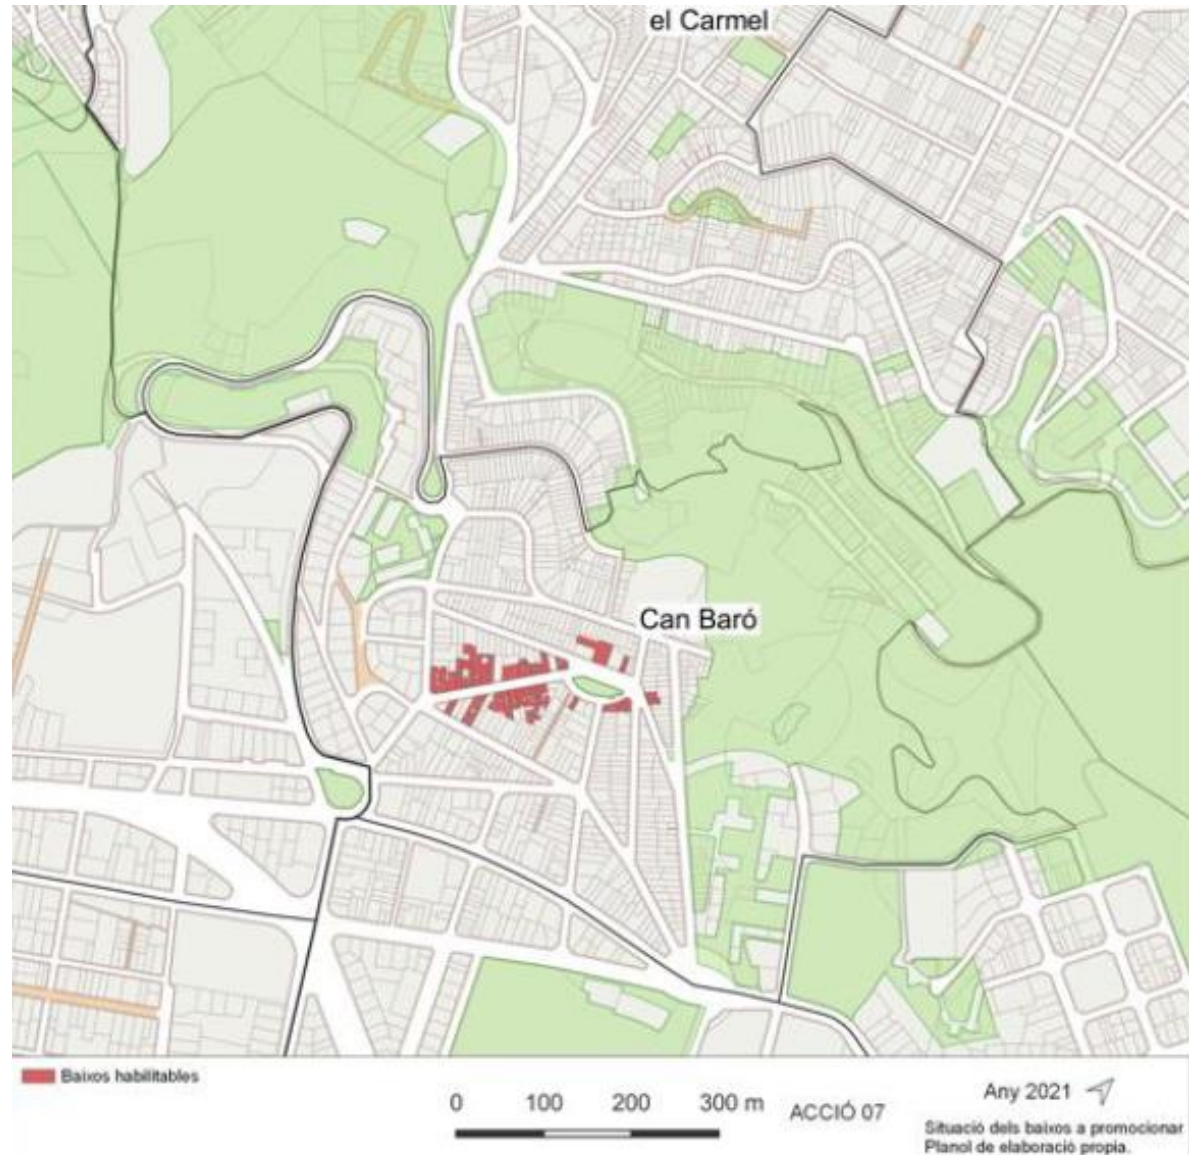 el Carmel
Can Baró
Baixos habilitables
0 100 200 300 m
ACCIÓ 07
Any 2021
Situació dels baixos a promocionar
Planol de elaboració propia.